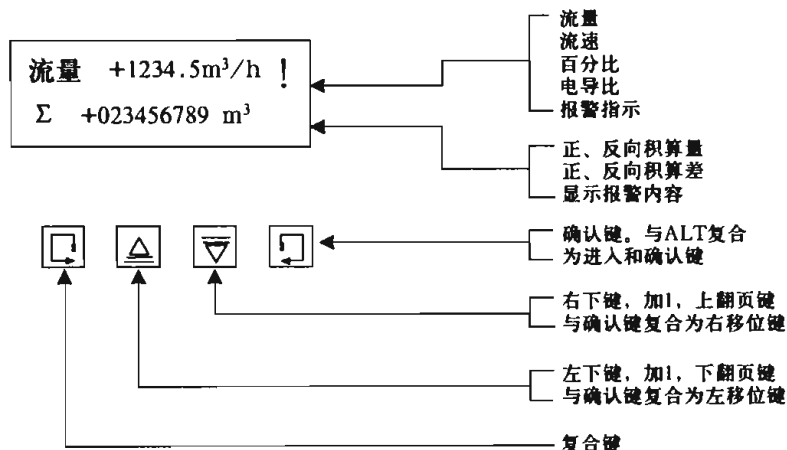 流量 +1234.5m³/h !
Σ +023456789 m³
流量
流速
百分比
电导比
报警指示
正、反向积算量
正、反向积算差
显示报警内容
确认键。与ALT复合
为进入和确认键
右下键，加1，上翻页键
与确认键复合为右移位键
左下键，加1，下翻页键
与确认键复合为左移位键
复合键